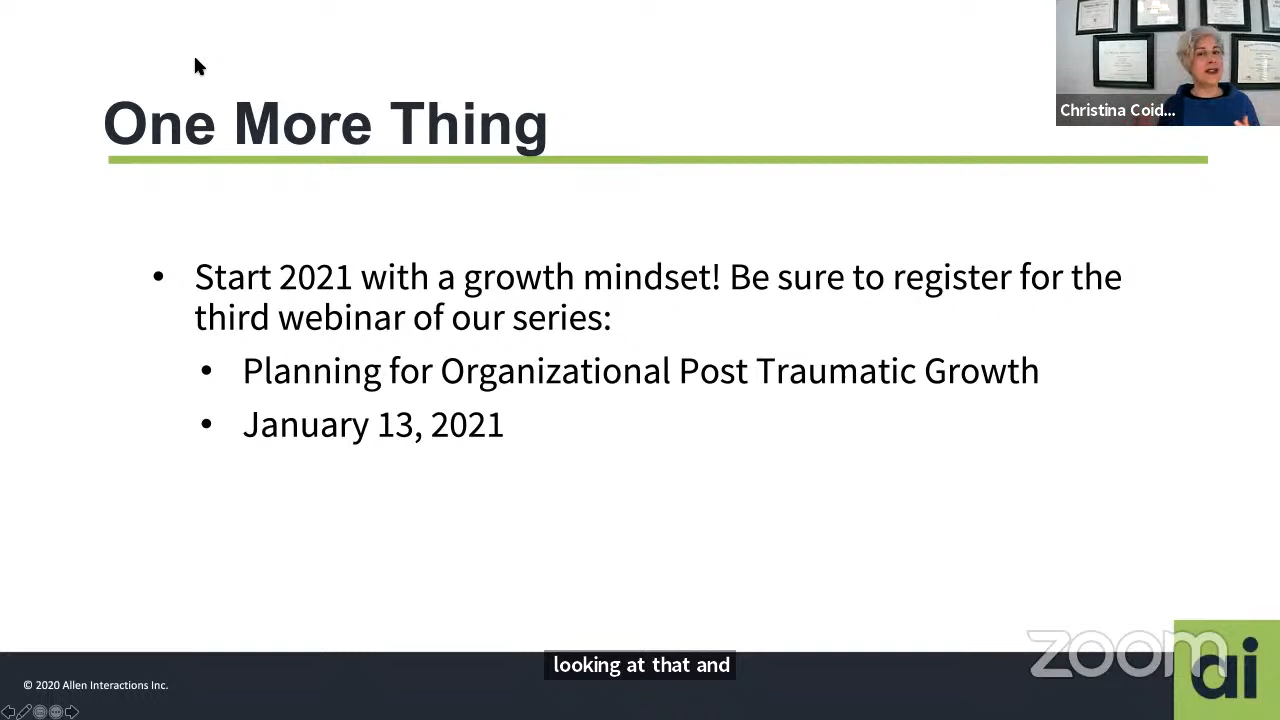 Christina Coid...
One More Thing
• Start 2021 with a growth mindset! Be sure to register for the
third webinar of our series:
• Planning for Organizational Post Traumatic Growth
• January 13, 2021
looking at that and
zoom
ai
© 2020 Allen Interactions Inc.